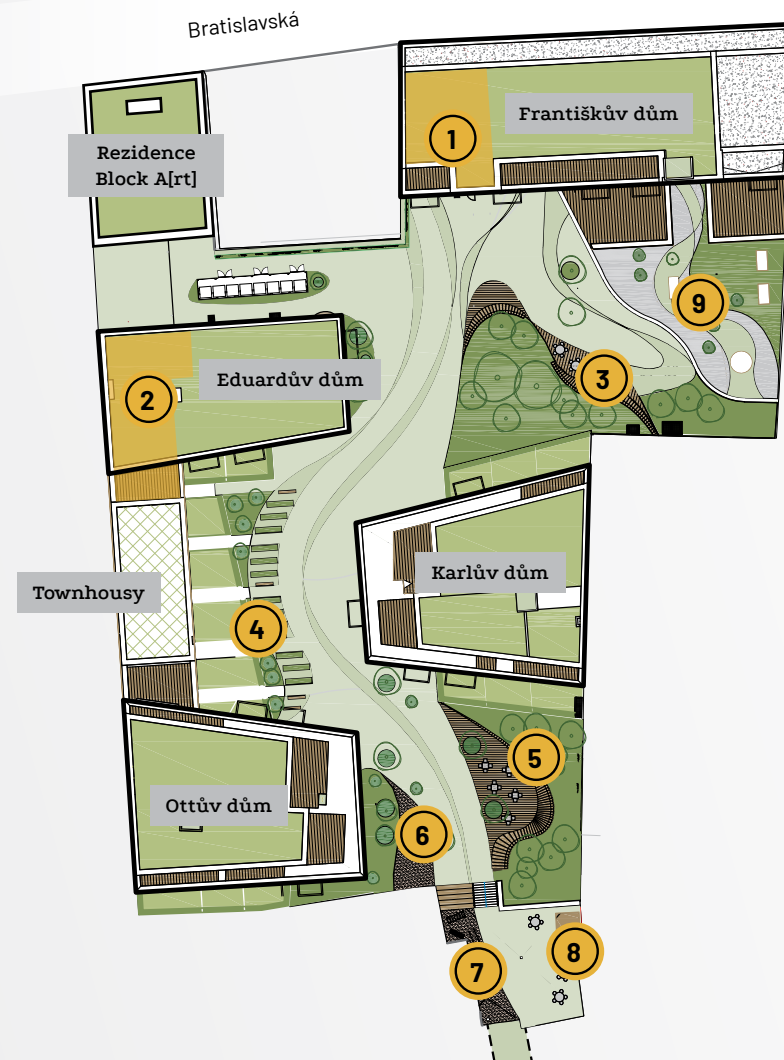 Bratislavská
Františkův dům
1
Rezidence
Block A[rt]
9
3
Eduardův dům
2
Karlův dům
Townhousy
4
5
Ottův dům
6
8
7